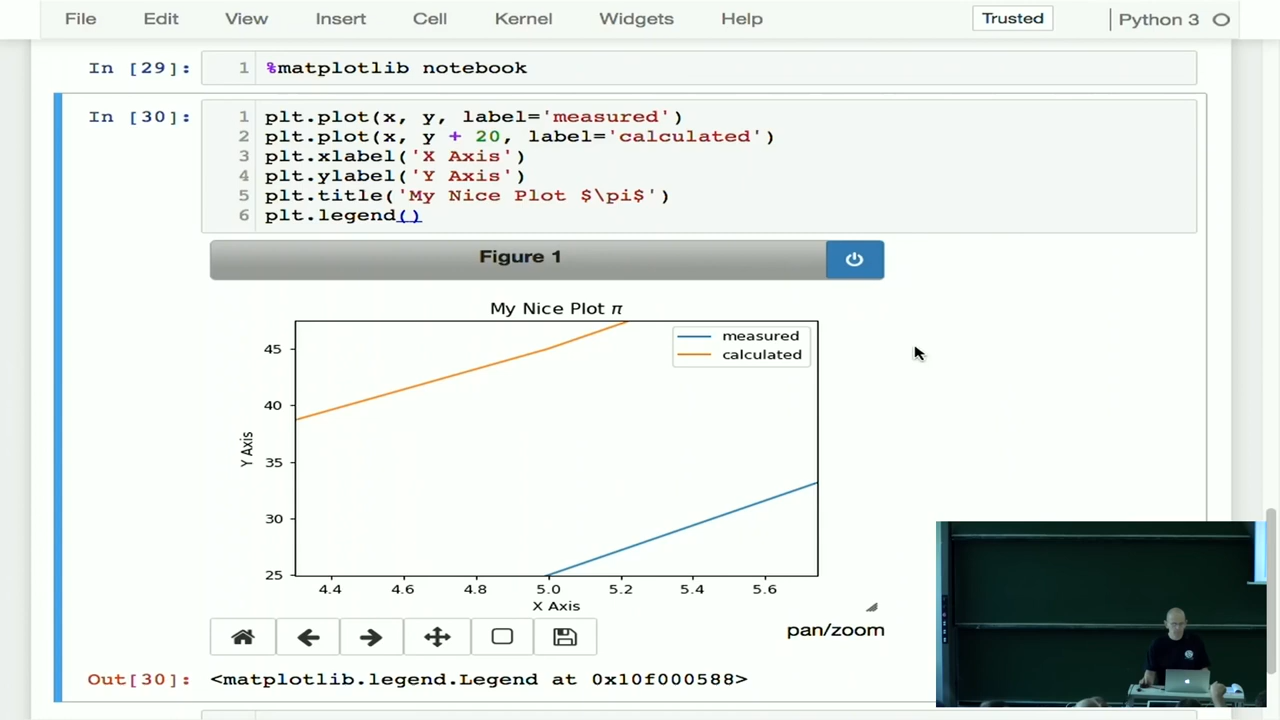 File Edit View Insert Cell Kernel Widgets Help Trusted Python 3
In [29]: 1 %matplotlib notebook
In [30]: 1 plt.plot(x, y, label='measured')
2 plt.plot(x, y + 20, label='calculated')
3 plt.xlabel('X Axis')
4 plt.ylabel('Y Axis')
5 plt.title('My Nice Plot $\pi$')
6 plt.legend()
Figure 1
My Nice Plot π
measured
calculated
45
40
35
30
25
Y Axis
4.4 4.6 4.8 5.0 5.2 5.4 5.6
X Axis
pan/zoom
Out[30]: <matplotlib.legend.Legend at 0x10f000588>